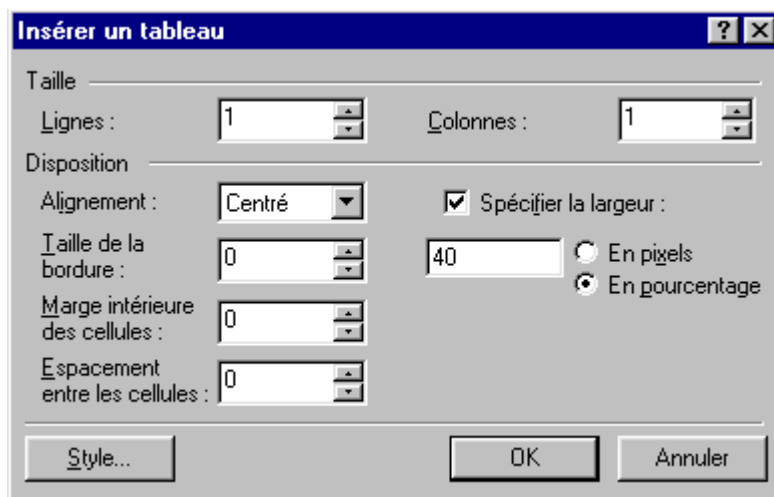 Insérer un tableau
Taille
Lignes : 1 Colonnes : 1
Disposition
Alignement : Centré Spécifier la largeur :
Taille de la
bordure : 0 40 En pixels
En pourcentage
Marge intérieure
des cellules : 0
Espacement
entre les cellules : 0
Style... OK Annuler